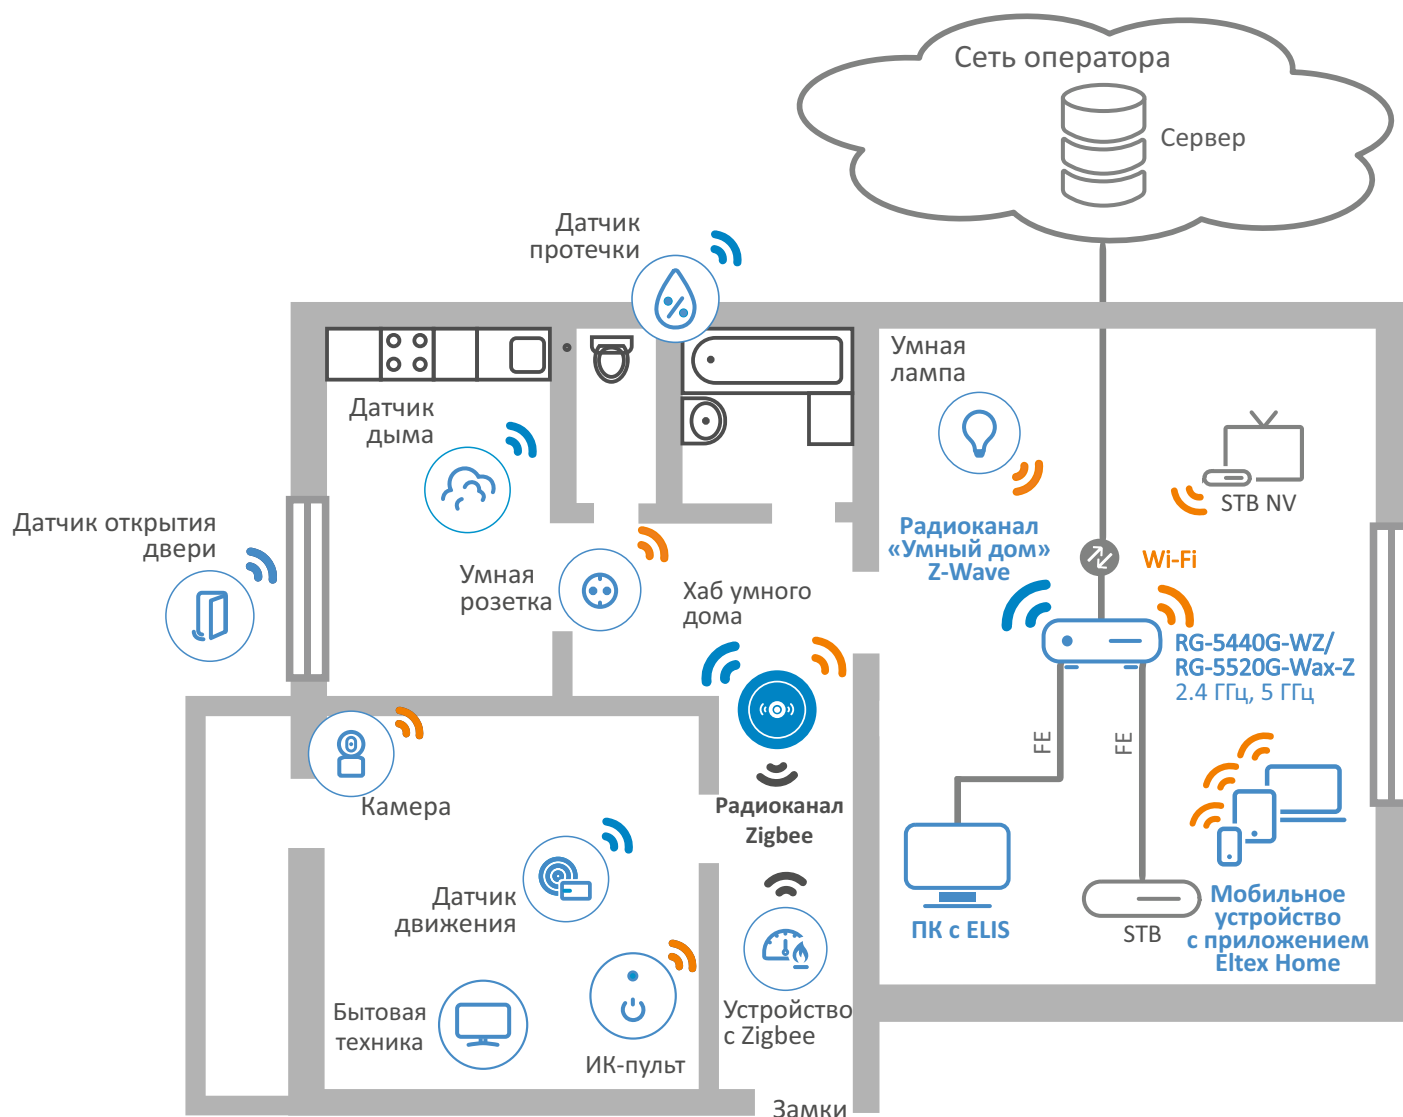 Сеть оператора
Сервер
Датчик
протечки
Умная
лампа
Датчик
дыма
STB NV
Датчик открытия
двери
Радиоканал
«Умный дом»
Z-Wave
Wi-Fi
Умная
розетка
Хаб умного
дома
RG-5440G-WZ/
RG-5520G-Wax-Z
2.4 ГГц, 5 ГГц
FE
FE
Камера
Радиоканал
Zigbee
Датчик
движения
ПК с ELIS
STB
Мобильное
устройство
с приложением
Eltex Home
Бытовая
техника
ИК-пульт
Устройство
с Zigbee
Замки